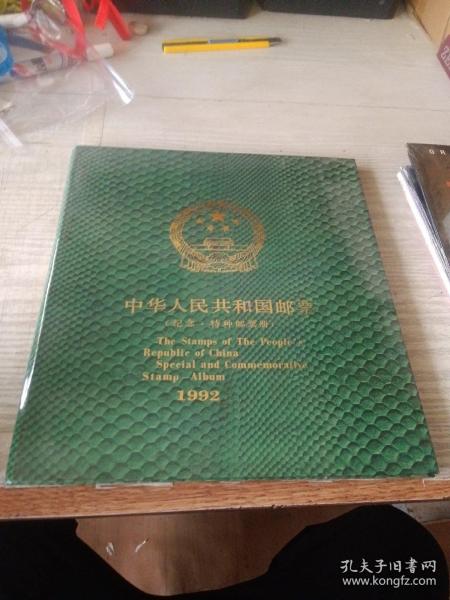 中华人民共和国邮票
(纪念·特种邮票册)
The Stamps of The People's
Republic of China
Special and Commemorative
Stamp Album
1992
孔夫子旧书网
www.kongfz.com